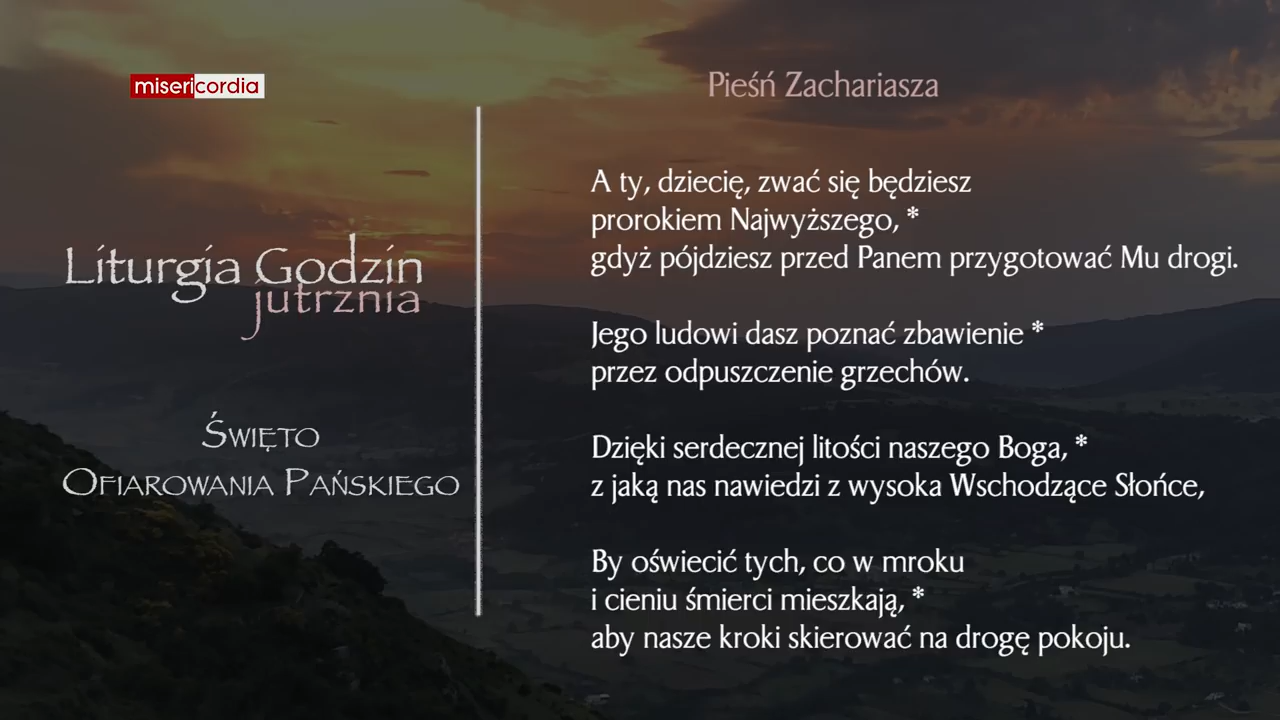 misericordia
Liturgia Godzin
jutrznia
Święto
Ofiarowania Pańskiego
Pieśń Zachariasza
A ty, dziecię, zwać się będziesz
prorokiem Najwyższego, *
gdyż pójdziesz przed Panem przygotować Mu drogi.
Jego ludowi dasz poznać zbawienie *
przez odpuszczenie grzechów.
Dzięki serdecznej litości naszego Boga, *
z jaką nas nawiedzi z wysoka Wschodzące Słońce,
By oświecić tych, co w mroku
i cieniu śmierci mieszkają, *
aby nasze kroki skierować na drogę pokoju.